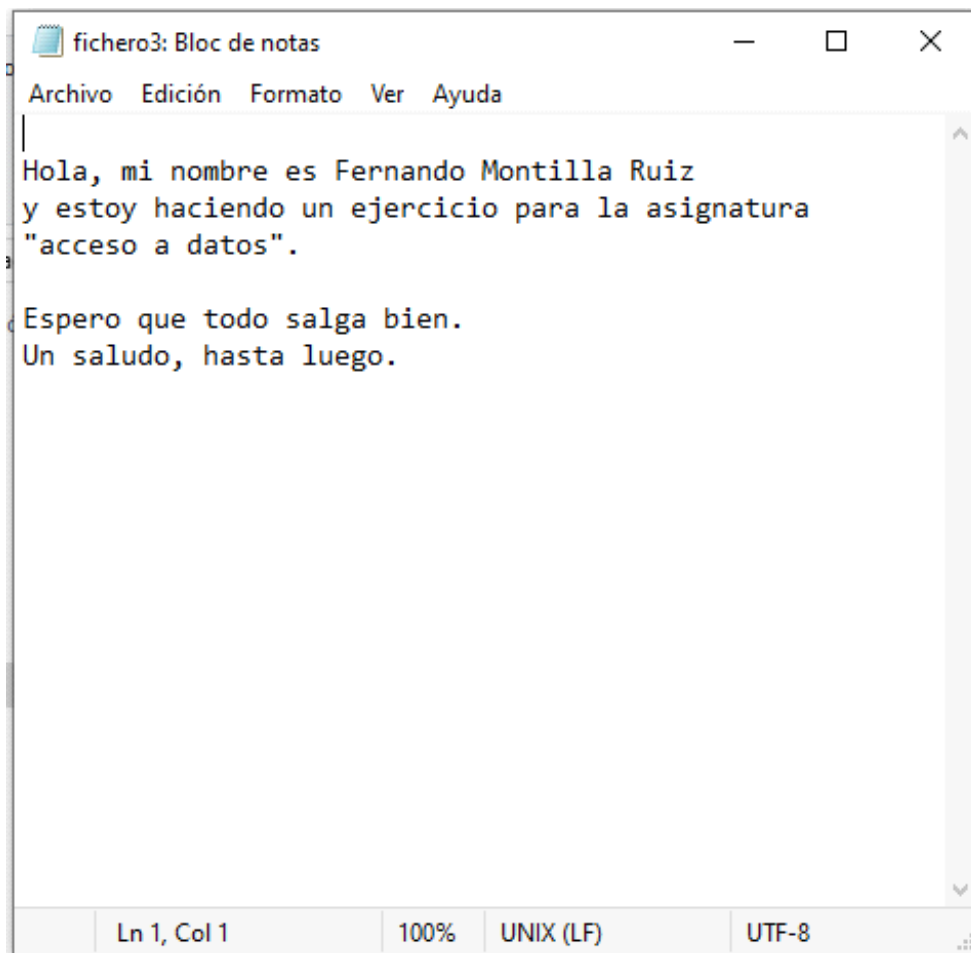 fichero3: Bloc de notas
Archivo Edición Formato Ver Ayuda
Hola, mi nombre es Fernando Montilla Ruiz
y estoy haciendo un ejercicio para la asignatura
"acceso a datos".
Espero que todo salga bien.
Un saludo, hasta luego.
Ln 1, Col 1 100% UNIX (LF) UTF-8